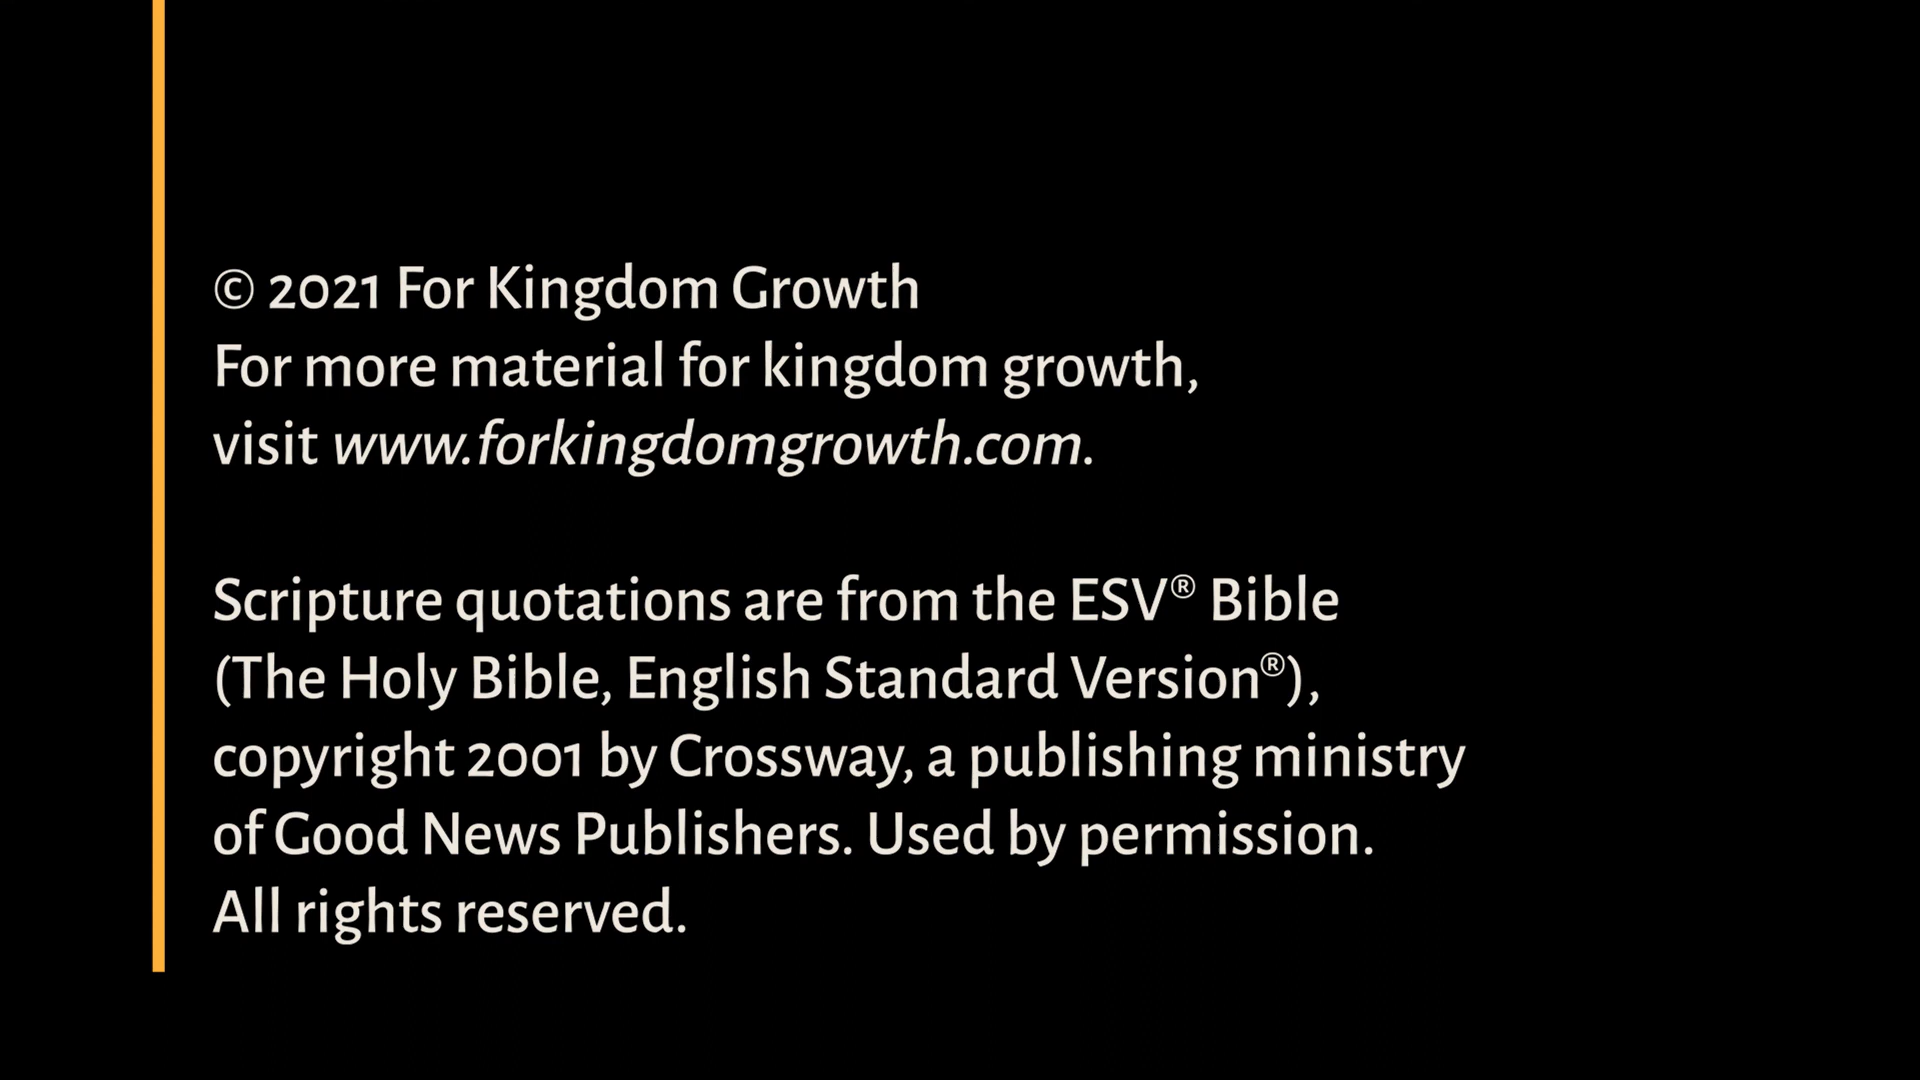 © 2021 For Kingdom Growth
For more material for kingdom growth,
visit www.forkingdomgrowth.com.
Scripture quotations are from the ESV® Bible
(The Holy Bible, English Standard Version®),
copyright 2001 by Crossway, a publishing ministry
of Good News Publishers. Used by permission.
All rights reserved.